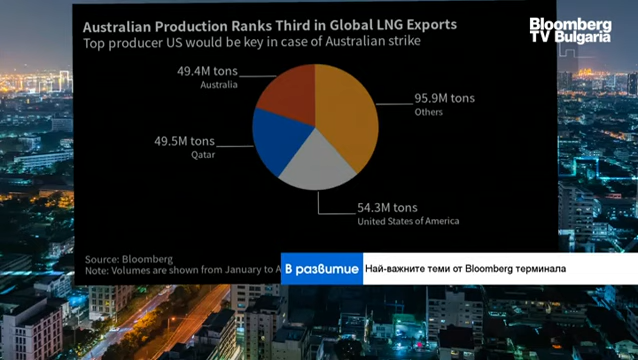 Australian Production Ranks Third in Global LNG Exports
Top producer US would be key in case of Australian strike
Bloomberg
TV Bulgaria
49.4M tons
Australia
95.9M tons
Others
49.5M tons
Qatar
54.3M tons
United States of America
Source: Bloomberg
Note: Volumes are shown from January to
В развитие
Най-важните теми от Bloomberg терминала